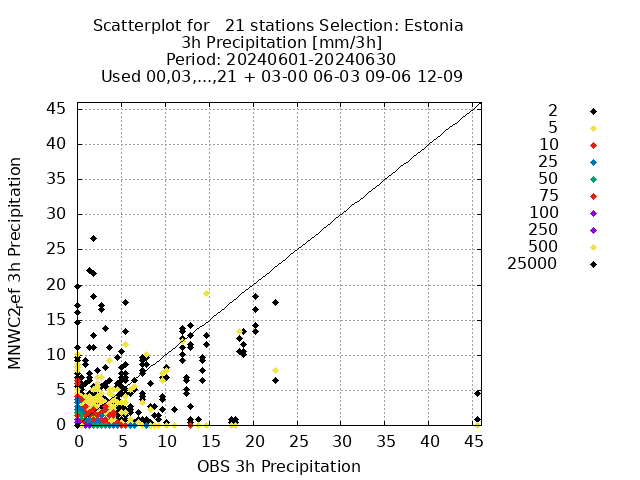 Scatterplot for   21 stations Selection: Estonia
3h Precipitation [mm/3h]
Period: 20240601-20240630
Used 00,03,...,21 + 03-00 06-03 09-06 12-09
MNWC2,ef 3h Precipitation
45
40
35
30
25
20
15
10
5
0
0 5 10 15 20 25 30 35 40 45
OBS 3h Precipitation
2
5
10
25
50
75
100
250
500
25000